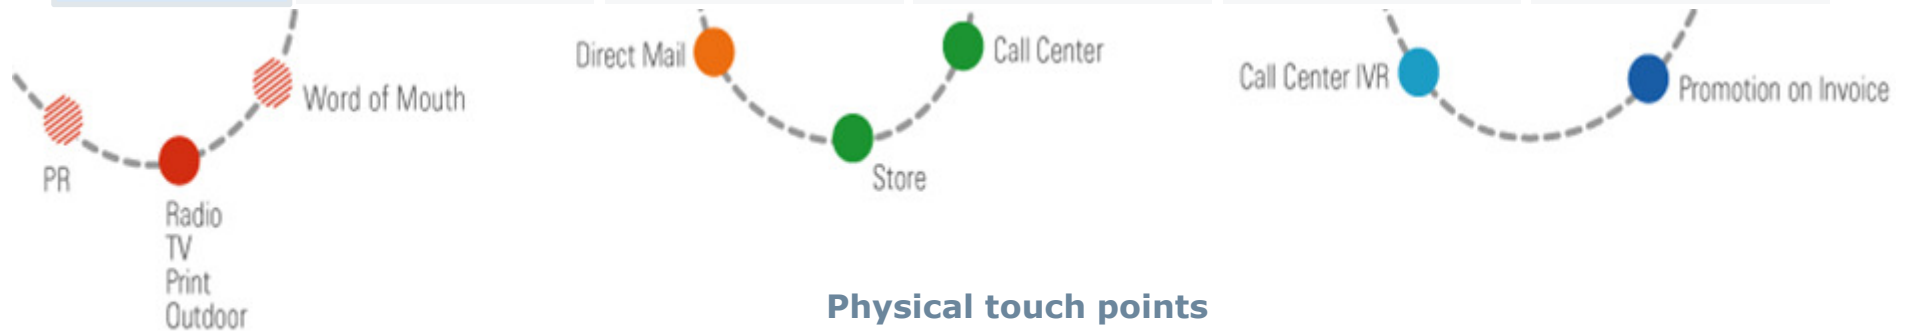 Direct Mail
Call Center
Call Center IVR
Promotion on Invoice
Word of Mouth
PR
Store
Radio
TV
Print
Outdoor
Physical touch points